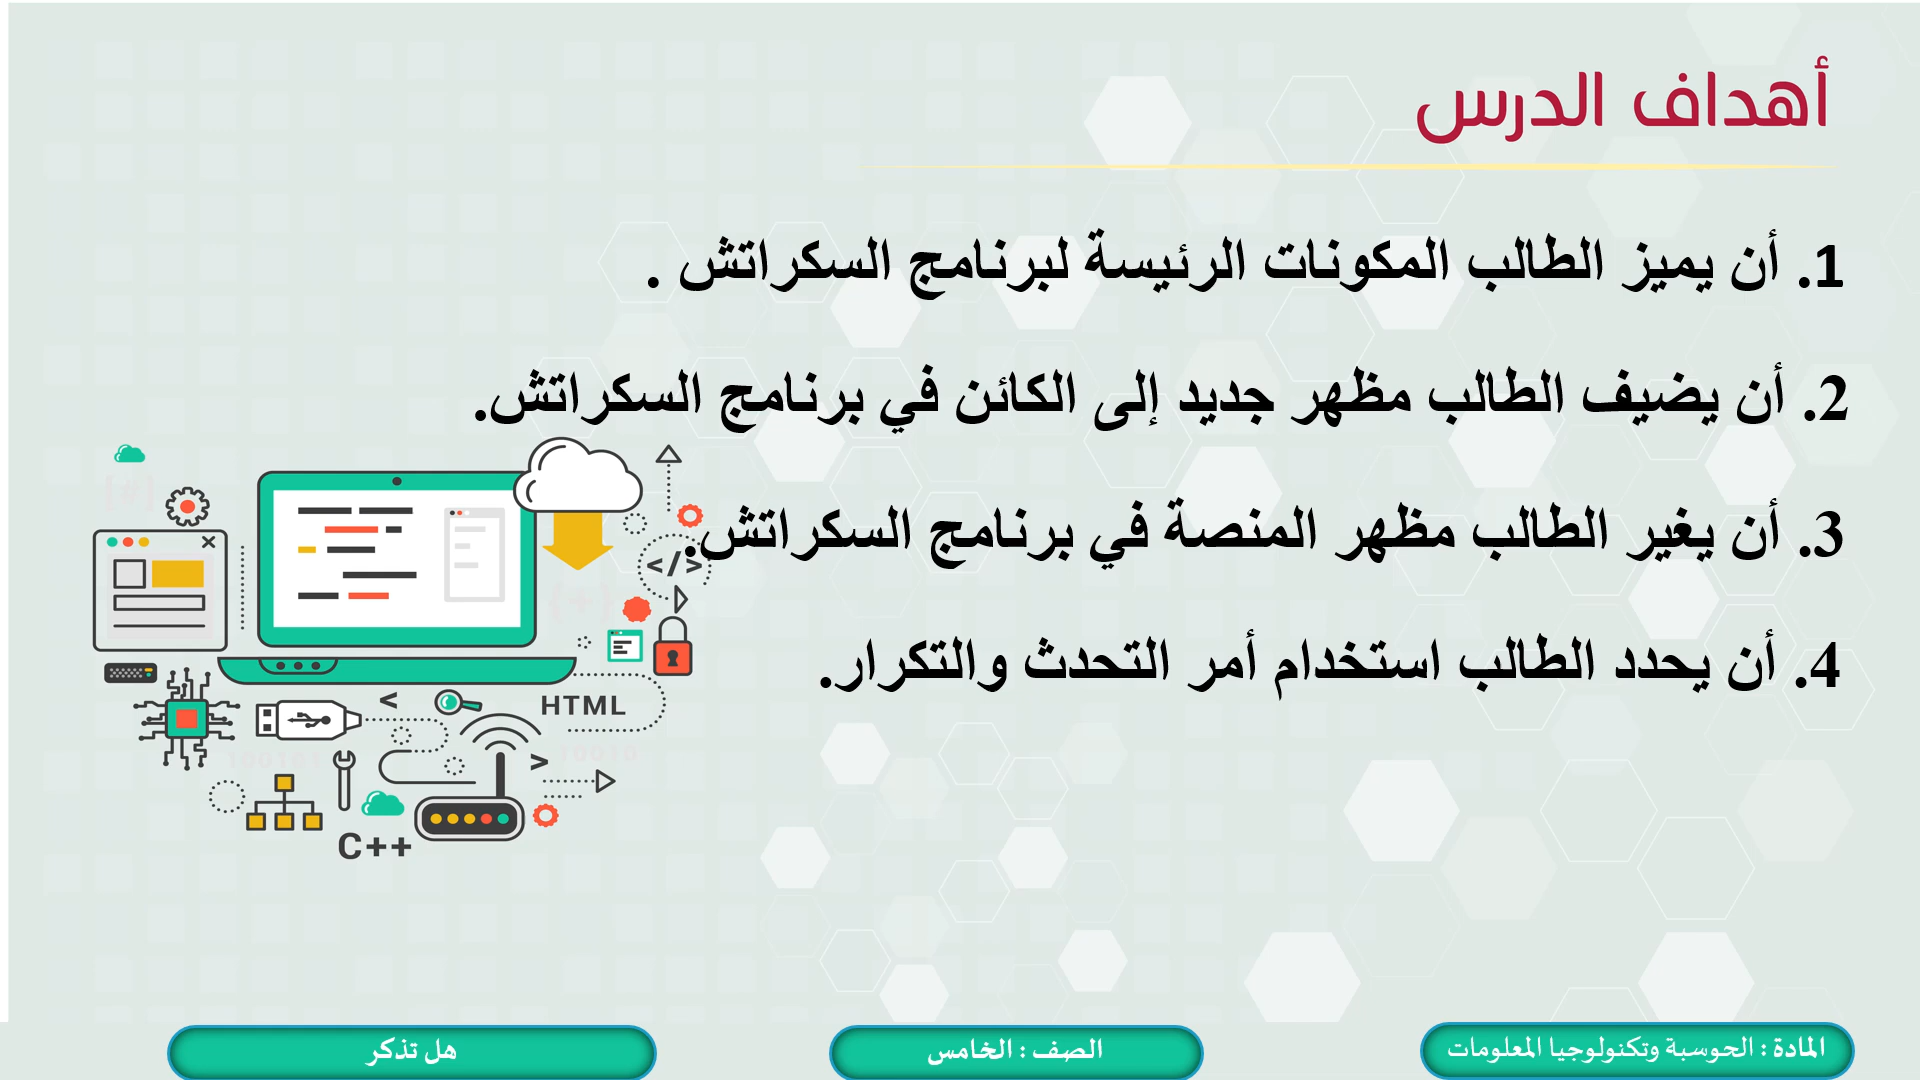 أهداف الدرس
1. أن يميز الطالب المكونات الرئيسة لبرنامج السكراتش .
2. أن يضيف الطالب مظهر جديد إلى الكائن في برنامج السكراتش.
3. أن يغير الطالب مظهر المنصة في برنامج السكراتش.
4. أن يحدد الطالب استخدام أمر التحدث والتكرار.
</>
HTML
<
>
C++
{#}
{+}
100101
10010
المادة : الحوسبة وتكنولوجيا المعلومات
الصف : الخامس
هل تذكر